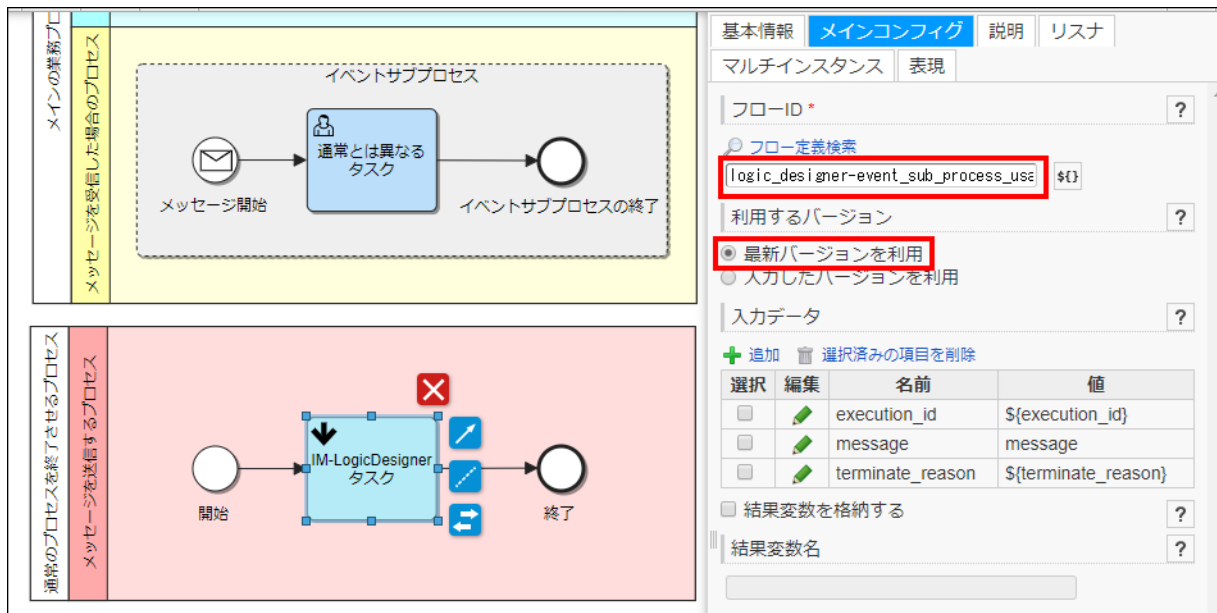 メインの業務プロ
メッセージを受信した場合のプロセス
イベントサブプロセス
通常とは異なる
タスク
メッセージ開始
イベントサブプロセスの終了
通常のプロセスを終了させるプロセス
メッセージを送信するプロセス
IM-LogicDesigner
タスク
開始
終了
基本情報 メインコンフィグ 説明 リスナ
マルチインスタンス 表現
フローID * ?
フロー定義検索
logic_designer-event_sub_process_usa ${}
利用するバージョン ?
最新バージョンを利用
入力したバージョンを利用
入力データ ?
追加 選択済みの項目を削除
選択 編集 名前 値
execution_id ${execution_id}
message message
terminate_reason ${terminate_reason}
結果変数を格納する ?
結果変数名 ?